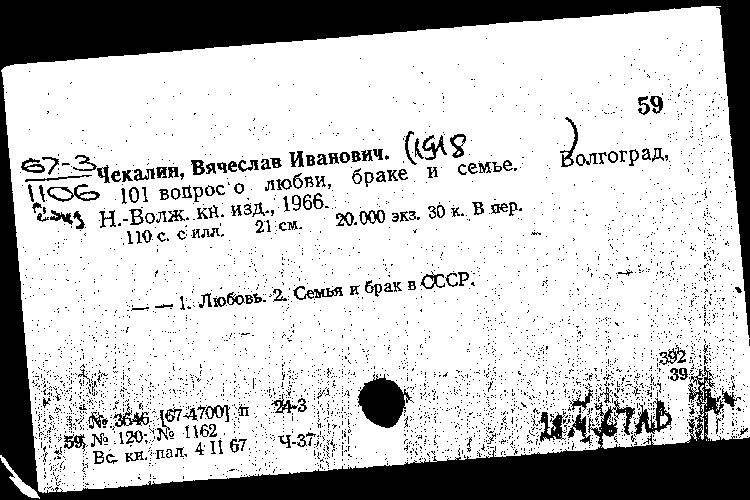 59
67-3 Чекалин, Вячеслав Иванович. (1918 )
1106 101 вопрос о любви, браке и семье. Волгоград,
2 экз Н.-Волж. кн. изд., 1966.
110 с. с илл. 21 см. 20.000 экз. 30 к. В пер.
— — 1. Любовь. 2. Семья и брак в СССР.
392
39
№ 3646 [67-4700] п 24-3
59 № 120; № 1162
Вс. кн. пал. 4 II 67 Ч-37